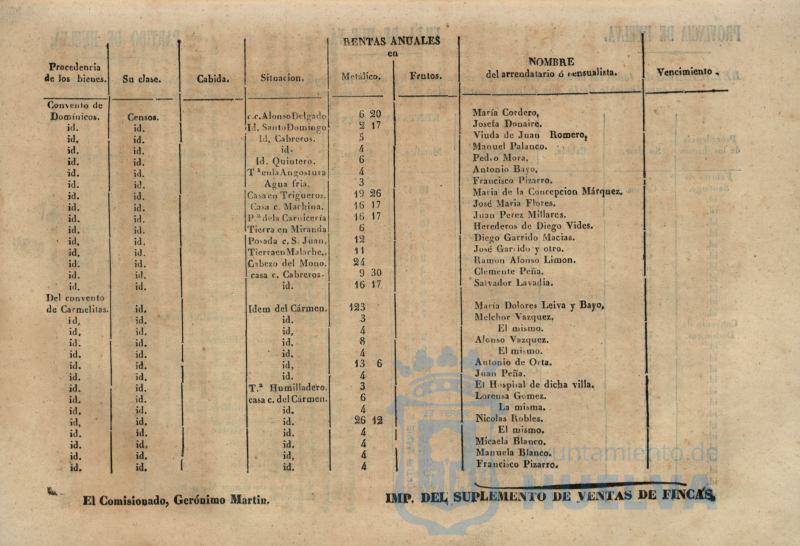 RENTAS ANUALES
en
Procedencia de los bienes. Su clase. Cabida. Situacion. Metálico. Frutos. NOMBRE del arrendatario ó censualista. Vencimiento.
Convento de
Domínicos. Censos. c.c. Alonso Delgado 6 20 María Cordero,
id. id. Id. Santo Domingo 2 17 Josefa Donaire.
id, id. Id, Cabreros. 5 Viuda de Juan Romero,
id. id. id. 4 Manuel Palanco.
id. id. Id. Quintero. 6 Pedro Mora,
id. id. T.ª en la Angostura 4 Antonio Bayo,
id. id. Agua fria. 3 Francisco Pizarro.
id. id. Casa en Trigueros. 19 26 Maria de la Concepcion Márquez.
id. id. Casa c. Machina. 16 17 José Maria Flores.
id. id. P.ª de la Carnicería 16 17 Juan Perez Millares.
id. id. Tierra en Miranda 6 Herederos de Diego Vides.
id, id. Posada c. S. Juan, 12 Diego Garrido Macias.
id, id. Tierra en Malache,, 11 José Garrido y otro.
id. id. Cabezo del Mono. 24 Ramon Alonso Limon.
id. id. casa c. Cabreros. 9 30 Clemente Peña.
id. id. id. 16 17 Salvador Lavadia.
Del convento
de Carmelitas. id. Idem del Cármen. 123 María Dolores Leiva y Bayo,
id, id. id. 3 Melchor Vazquez.
id. id. id, 4 El mismo.
id. id. id. 8 Alonso Vazquez.
id. id. id. 4 El mismo.
id. id. id, 13 6 Antonio de Orta.
id. id. id. 4 Juan Peña.
id. id. T.ª Humilladero. 3 El Hospital de dicha villa.
id. id. casa c. del Cármen. 6 Lorensa Gomez.
id. id. id. 4 La misma.
id, id. id. 26 12 Nicolas Robles.
id. id. id. 4 El mismo.
id. id. id. 4 Micaela Blanco.
id. id. id. 4 Manuela Blanco.
id. id. id. 4 Francisco Pizarro.
El Comisionado, Gerónimo Martin. IMP. DEL SUPLEMENTO DE VENTAS DE FINCAS,
Ayuntamiento de
HUELVA